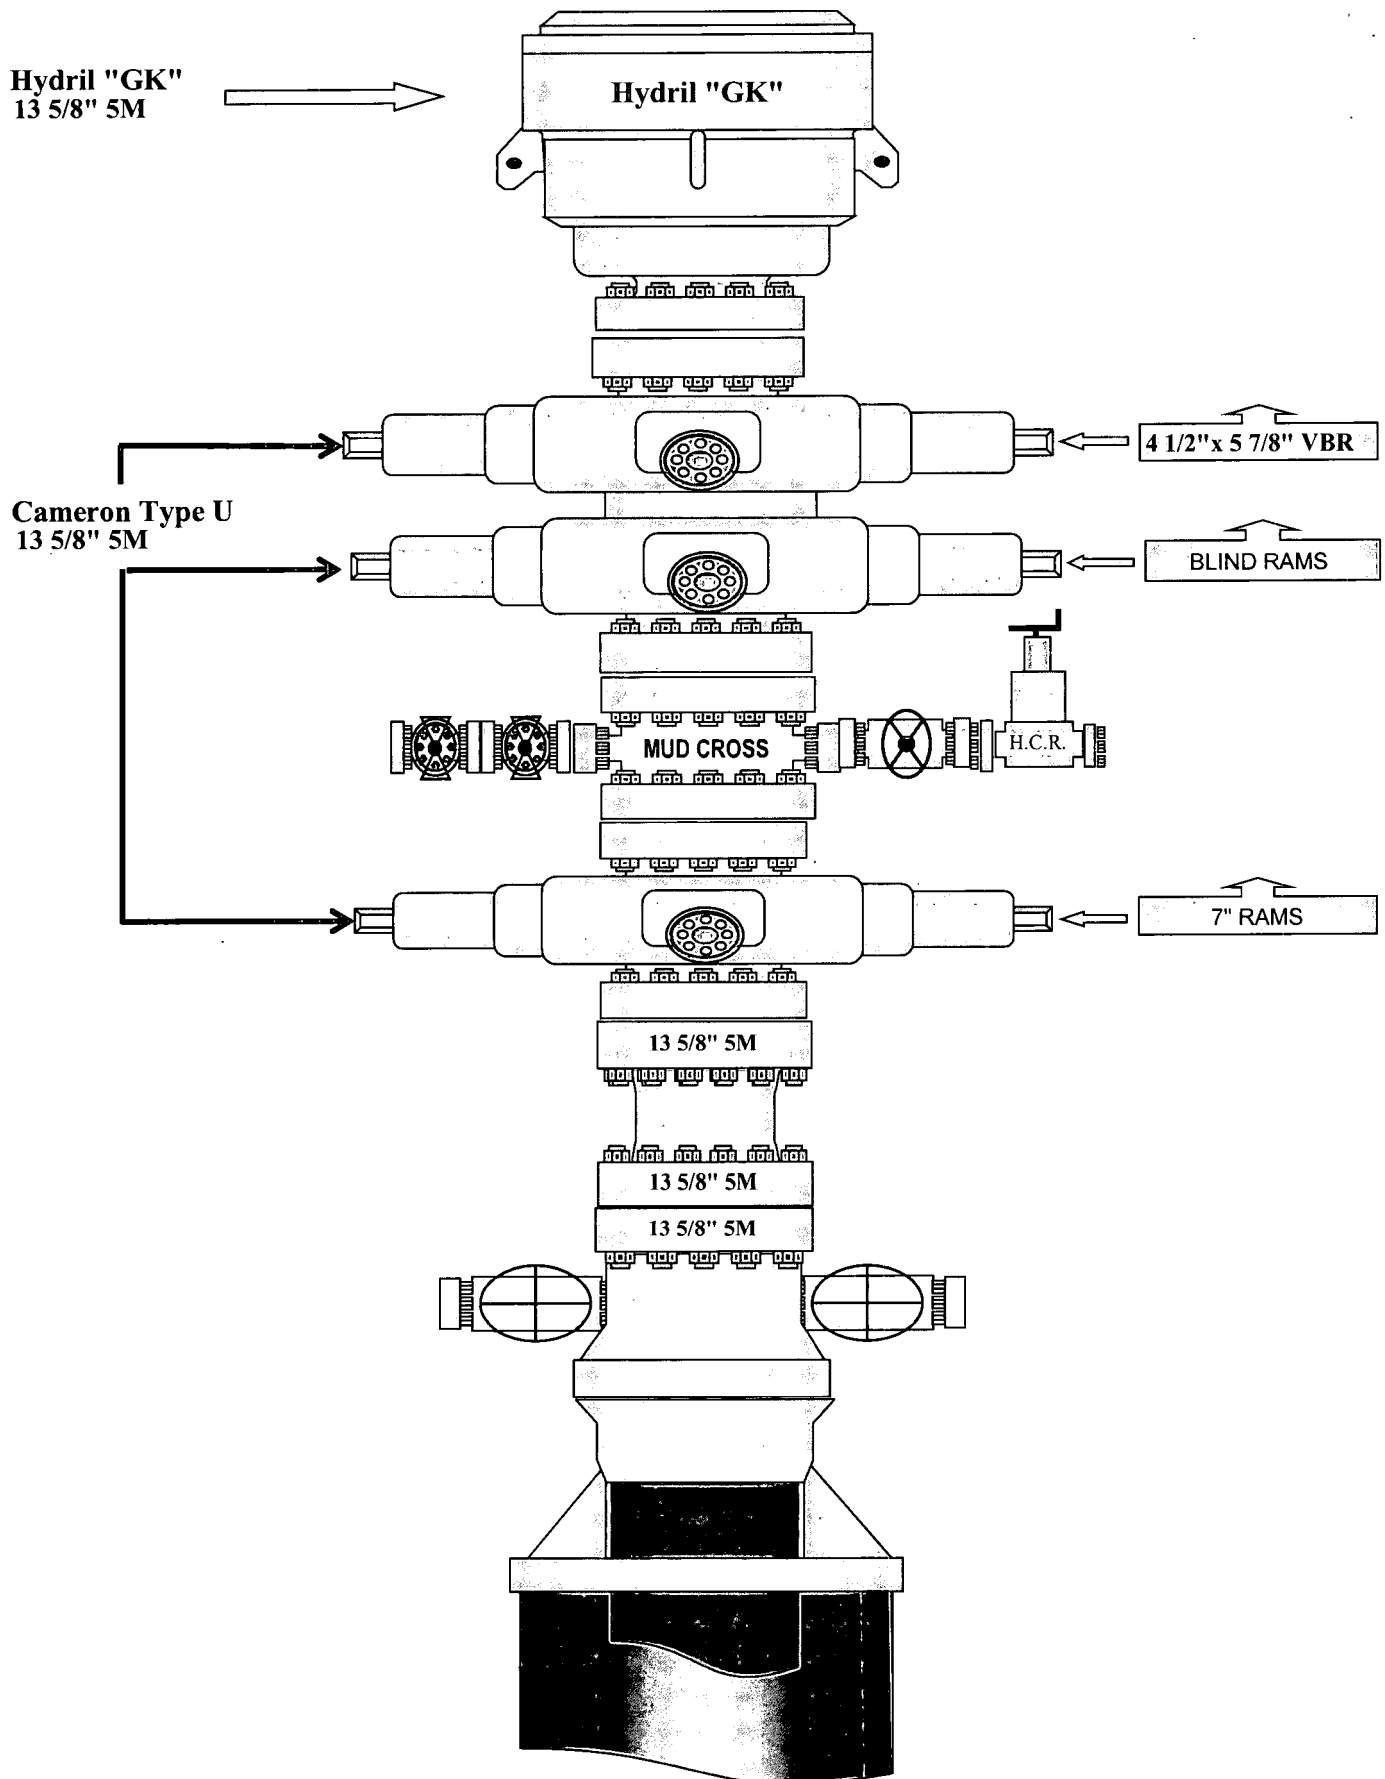 Hydril "GK"
13 5/8" 5M
Hydril "GK"
4 1/2"x 5 7/8" VBR
Cameron Type U
13 5/8" 5M
BLIND RAMS
MUD CROSS
H.C.R.
7" RAMS
13 5/8" 5M
13 5/8" 5M
13 5/8" 5M